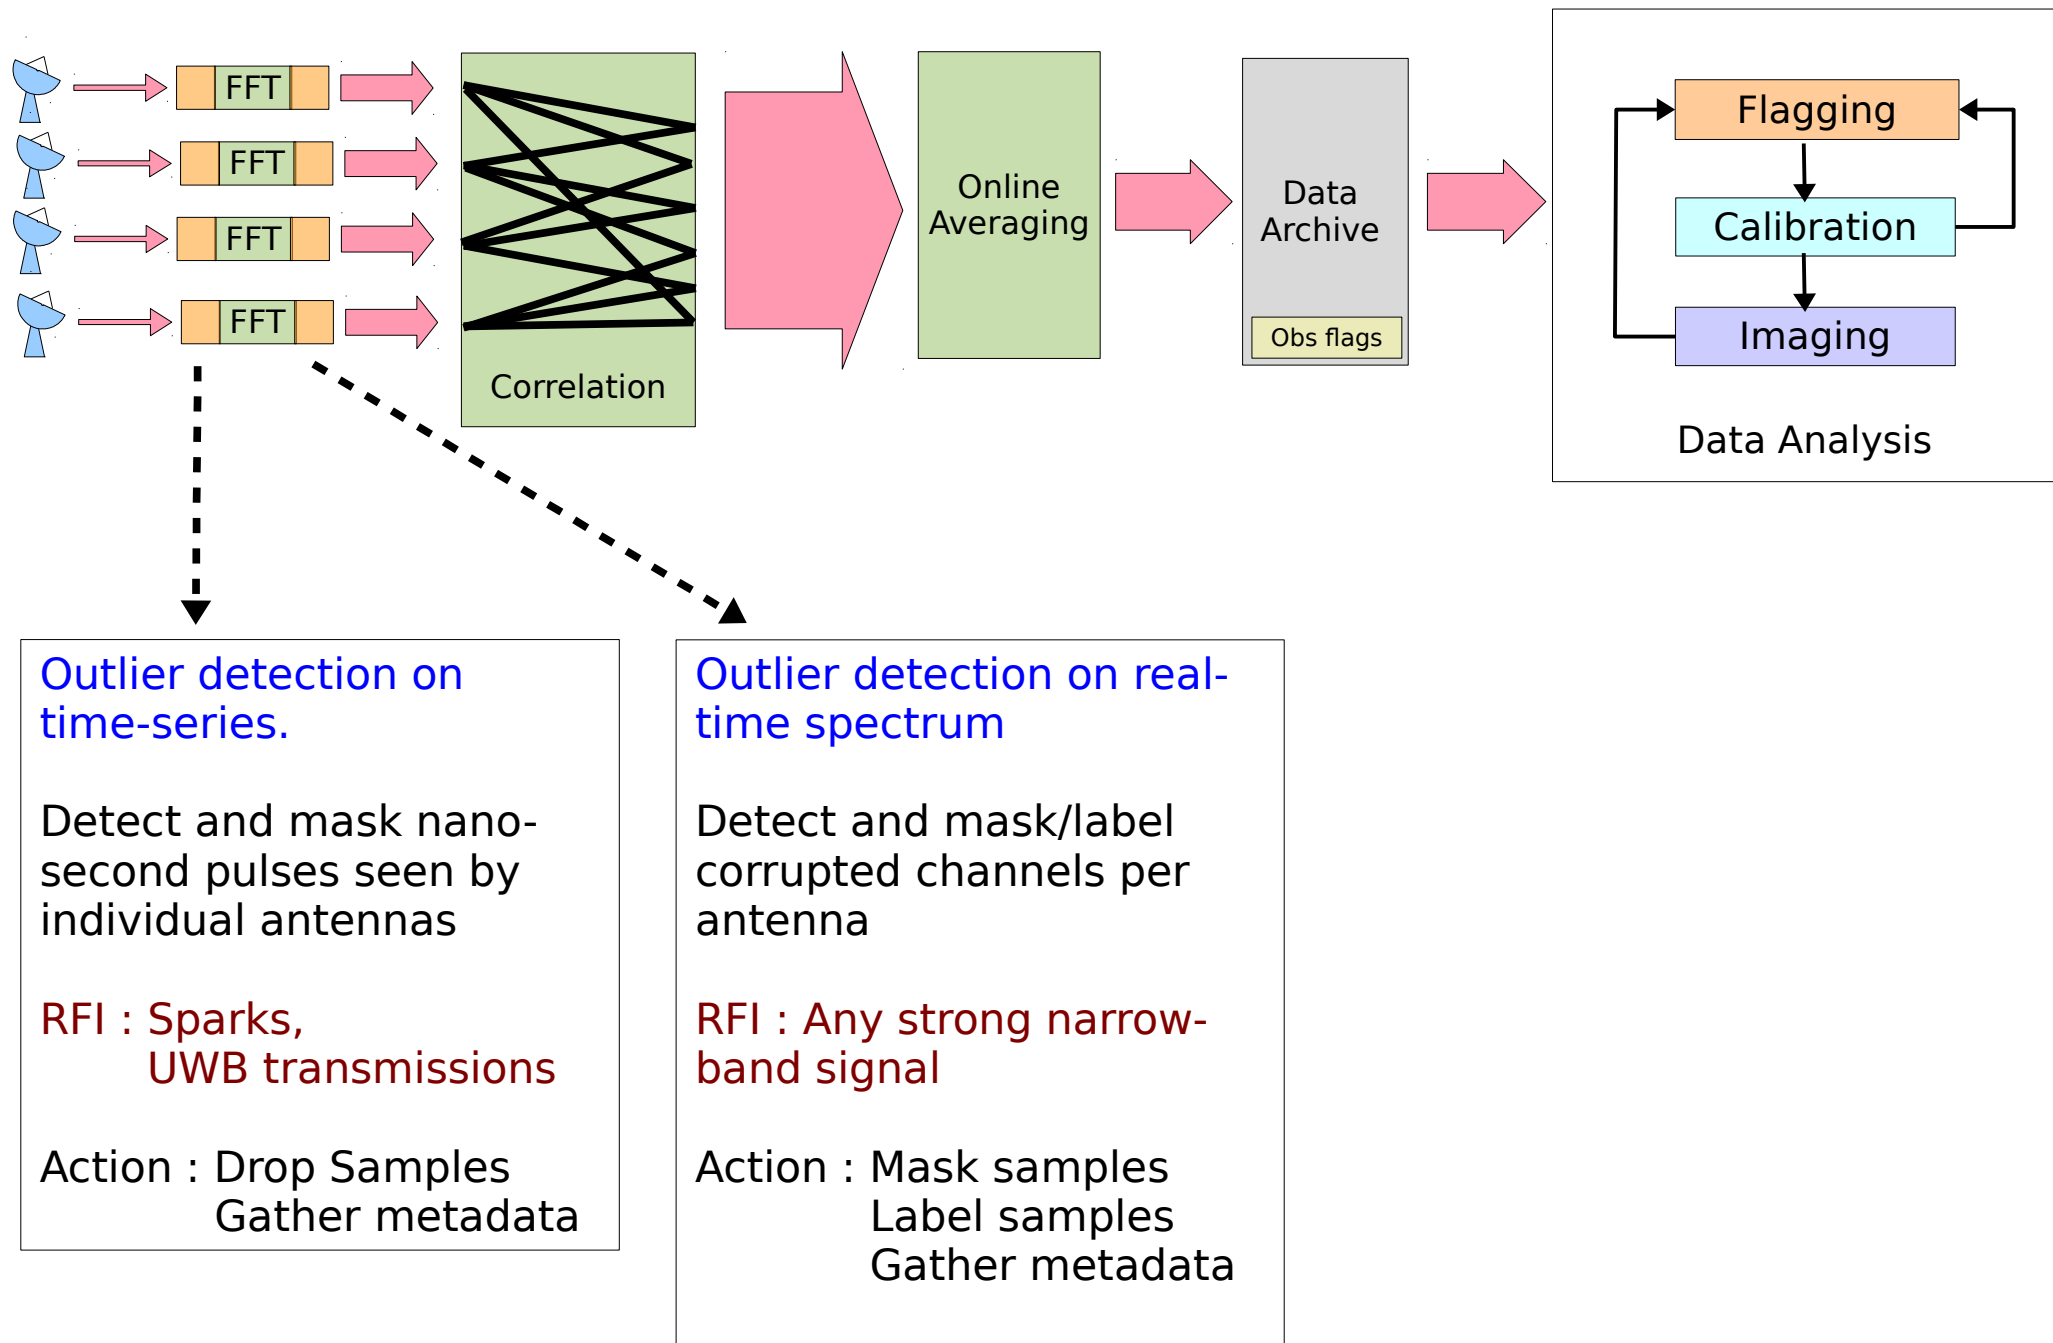 FFT
FFT
FFT
FFT
Correlation
Online
Averaging
Data
Archive
Obs flags
Flagging
Calibration
Imaging
Data Analysis
Outlier detection on
time-series.
Detect and mask nano-
second pulses seen by
individual antennas
RFI : Sparks,
UWB transmissions
Action : Drop Samples
Gather metadata
Outlier detection on real-
time spectrum
Detect and mask/label
corrupted channels per
antenna
RFI : Any strong narrow-
band signal
Action : Mask samples
Label samples
Gather metadata